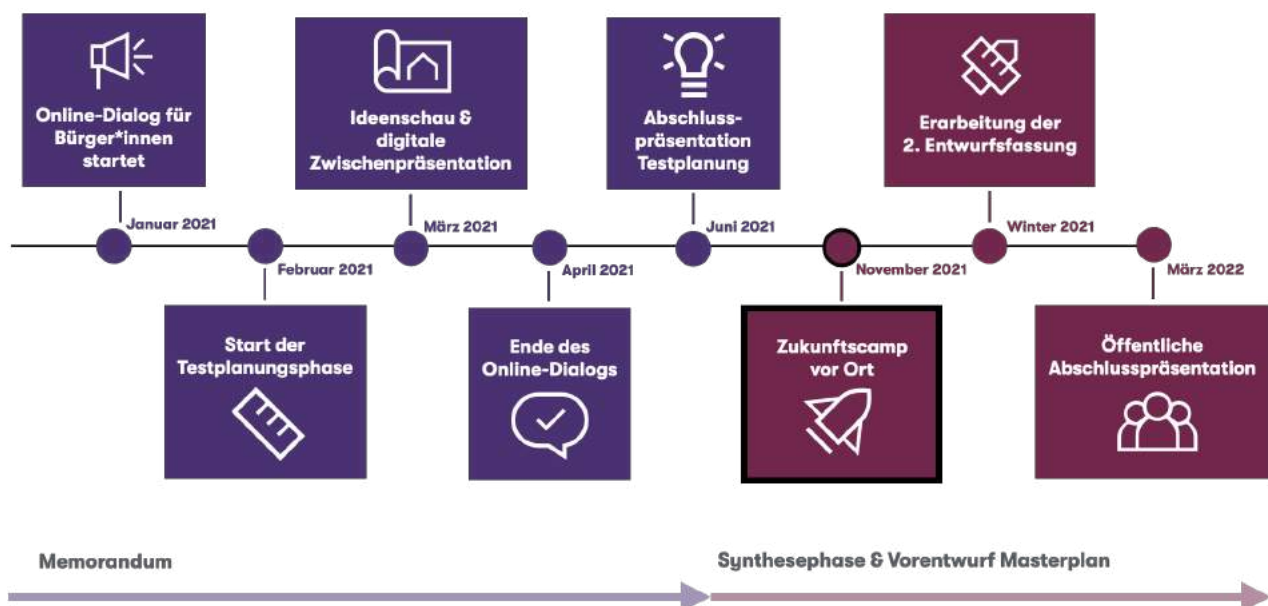 Online-Dialog für
Bürger*innen
startet
Januar 2021
Februar 2021
Start der
Testplanungsphase
Ideenschau &
digitale
Zwischenpräsentation
März 2021
April 2021
Ende des
Online-Dialogs
Abschluss-
präsentation
Testplanung
Juni 2021
November 2021
Zukunftscamp
vor Ort
Erarbeitung der
2. Entwurfsfassung
Winter 2021
März 2022
Öffentliche
Abschlusspräsentation
Memorandum
Synthesephase & Vorentwurf Masterplan